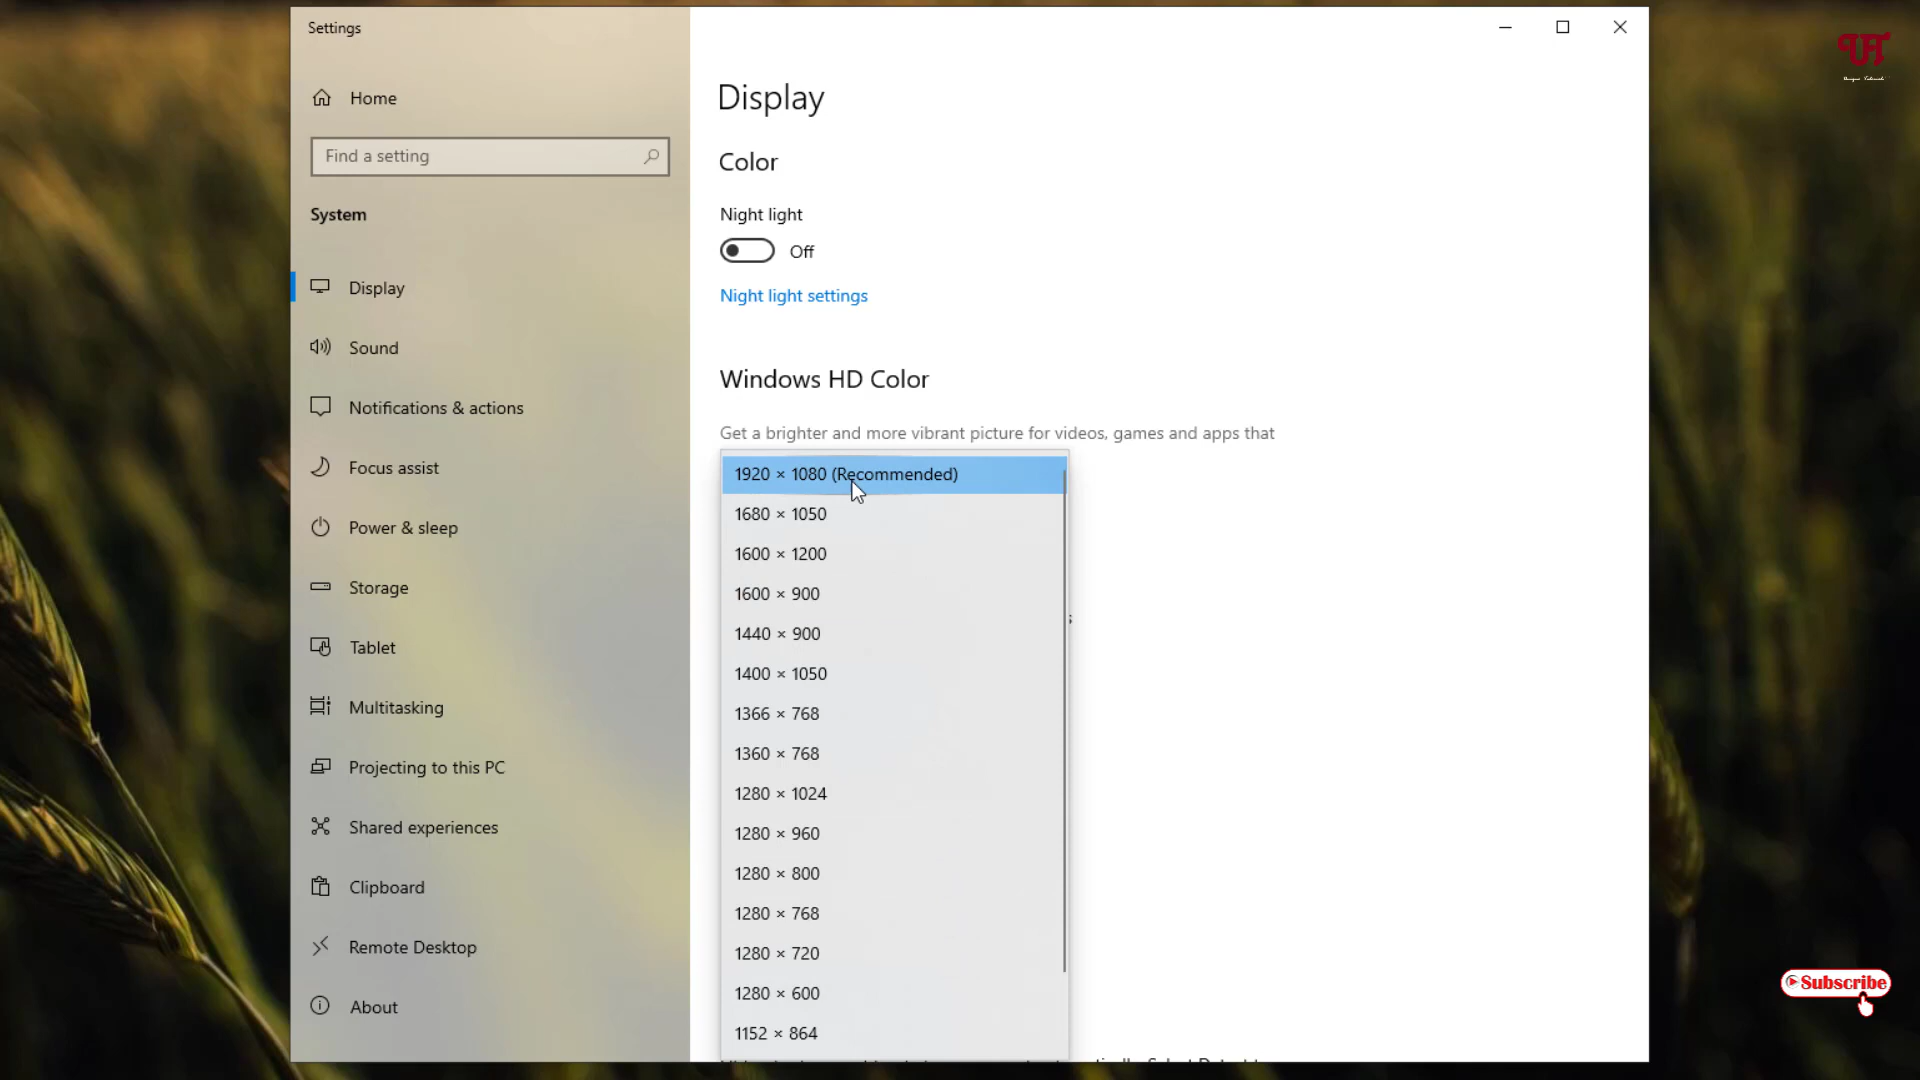 Settings
Home
Find a setting
System
Display
Sound
Notifications & actions
Focus assist
Power & sleep
Storage
Tablet
Multitasking
Projecting to this PC
Shared experiences
Clipboard
Remote Desktop
About
Display
Color
Night light
Off
Night light settings
Windows HD Color
Get a brighter and more vibrant picture for videos, games and apps that
1920 × 1080 (Recommended)
1680 × 1050
1600 × 1200
1600 × 900
1440 × 900
1400 × 1050
1366 × 768
1360 × 768
1280 × 1024
1280 × 960
1280 × 800
1280 × 768
1280 × 720
1280 × 600
1152 × 864
UT
Unique Tutorial
Subscribe